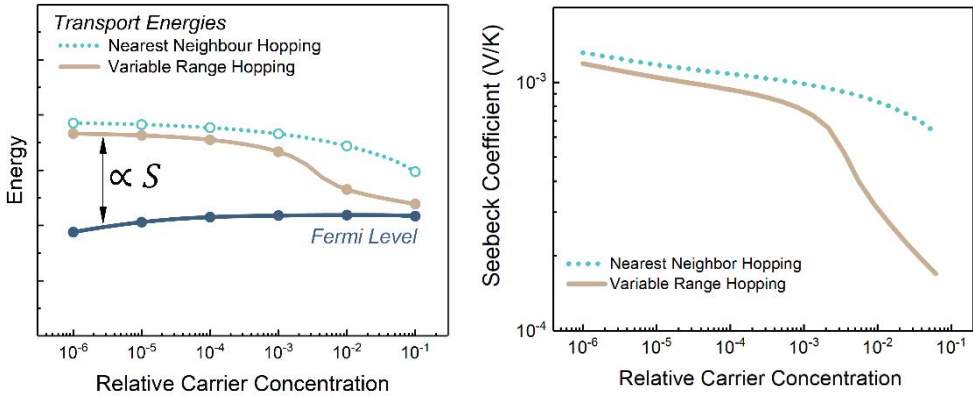 Transport Energies
Nearest Neighbour Hopping
Variable Range Hopping
∝ S
Fermi Level
Energy
10⁻⁶ 10⁻⁵ 10⁻⁴ 10⁻³ 10⁻² 10⁻¹
Relative Carrier Concentration
Seebeck Coefficient (V/K)
10⁻³
10⁻⁴
Nearest Neighbor Hopping
Variable Range Hopping
10⁻⁶ 10⁻⁵ 10⁻⁴ 10⁻³ 10⁻² 10⁻¹
Relative Carrier Concentration